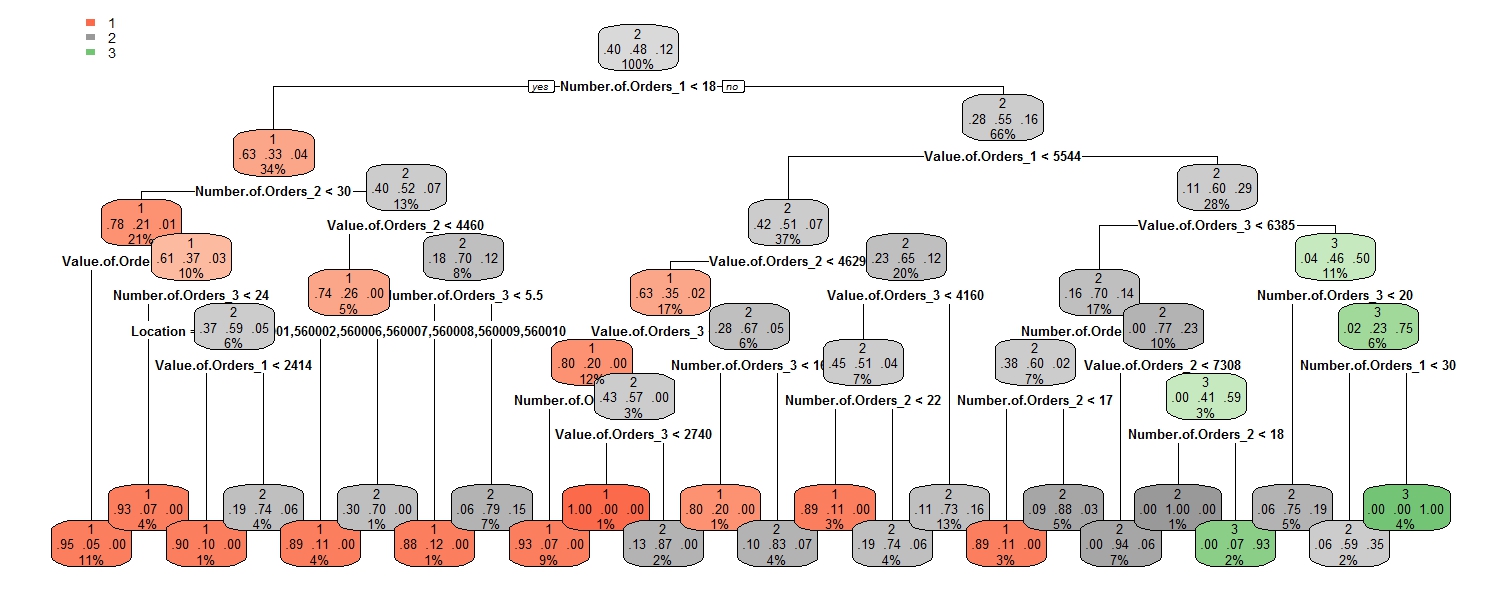 1
2
3
2
.40 .48 .12
100%
yes Number.of.Orders_1 < 18 no
2
.28 .55 .16
66%
1
.63 .33 .04
34%
Value.of.Orders_1 < 5544
Number.of.Orders_2 < 30
2
.40 .52 .07
13%
2
.11 .60 .29
28%
1
.78 .21 .01
21%
Value.of.Orders_2 < 4460
2
.42 .51 .07
37%
Value.of.Orders_3 < 6385
1
.61 .37 .03
10%
2
.18 .70 .12
8%
2
.23 .65 .12
20%
3
.04 .46 .50
11%
Value.of.Orders_2 < 4629
1
.74 .26 .00
5%
1
.63 .35 .02
17%
2
.16 .70 .14
17%
Number.of.Orders_3 < 24
Number.of.Orders_3 < 5.5
Value.of.Orders_3 < 4160
Number.of.Orders_3 < 20
2
.37 .59 .05
6%
2
.28 .67 .05
6%
2
.00 .77 .23
10%
3
.02 .23 .75
6%
Location = 01,560002,560006,560007,560008,560009,560010
Value.of.Orders_3
1
.80 .20 .00
12%
2
.45 .51 .04
7%
2
.38 .60 .02
7%
Value.of.Orders_1 < 2414
Number.of.Orders_3 < 16
Value.of.Orders_2 < 7308
Number.of.Orders_1 < 30
2
.43 .57 .00
3%
3
.00 .41 .59
3%
Number.of.Orders_2 < 22
Number.of.Orders_2 < 17
Value.of.Orders_3 < 2740
Number.of.Orders_2 < 18
1
.93 .07 .00
4%
2
.19 .74 .06
4%
2
.30 .70 .00
1%
2
.06 .79 .15
7%
1
1.00 .00 .00
1%
1
.80 .20 .00
1%
1
.89 .11 .00
3%
2
.11 .73 .16
13%
2
.09 .88 .03
5%
2
.00 1.00 .00
1%
2
.06 .75 .19
5%
3
.00 .00 1.00
4%
1
.95 .05 .00
11%
1
.90 .10 .00
1%
1
.89 .11 .00
4%
1
.88 .12 .00
1%
1
.93 .07 .00
9%
2
.13 .87 .00
2%
2
.10 .83 .07
4%
2
.19 .74 .06
4%
1
.89 .11 .00
3%
2
.00 .94 .06
7%
3
.00 .07 .93
2%
2
.06 .59 .35
2%